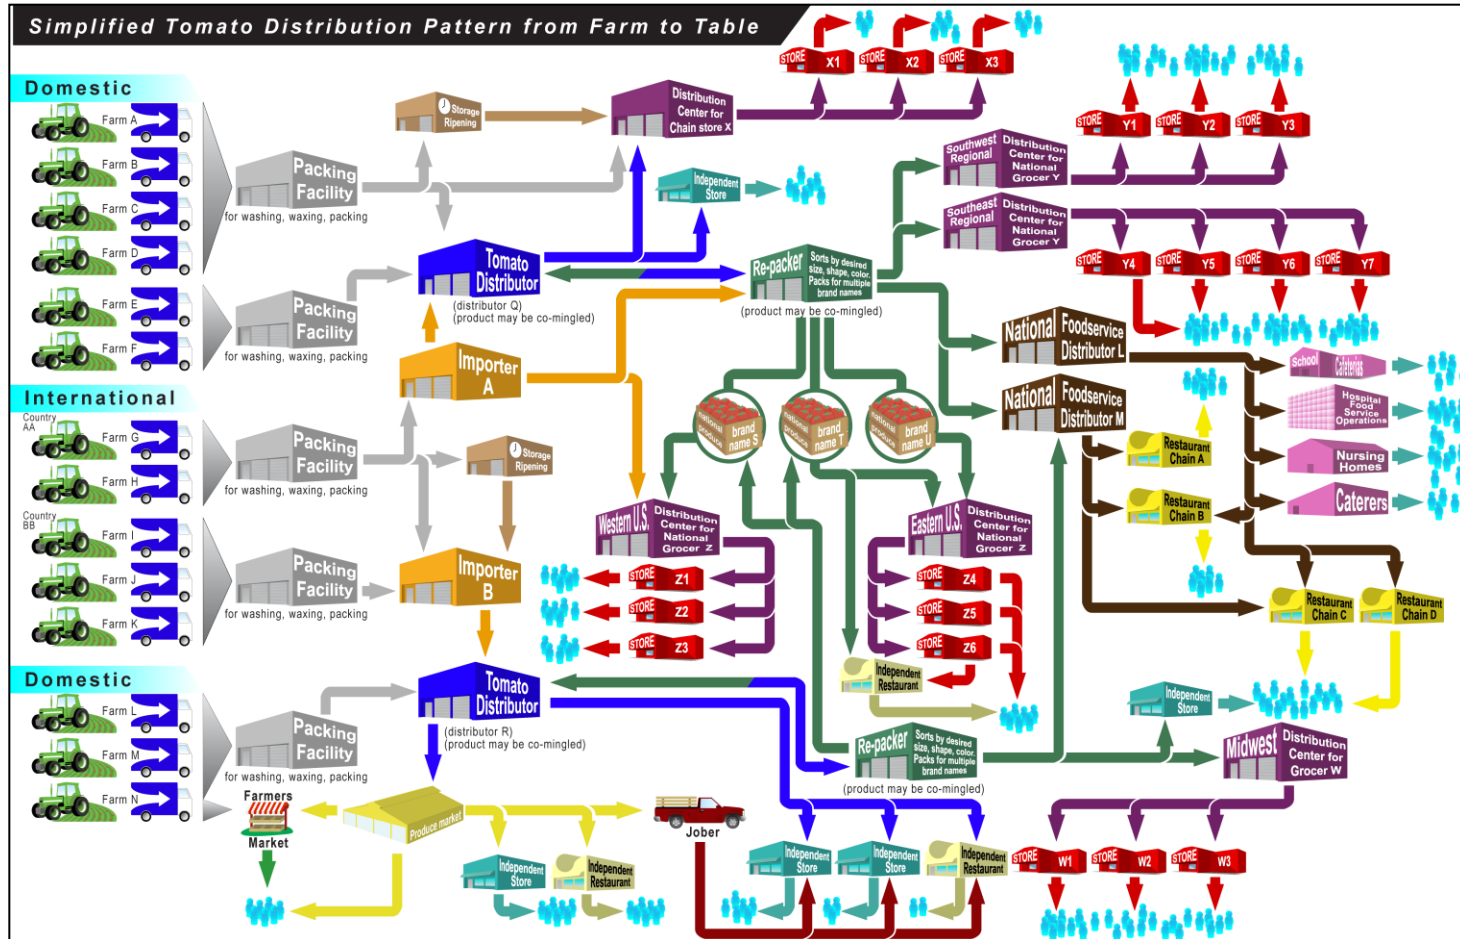 Simplified Tomato Distribution Pattern from Farm to Table
Domestic
Farm A
Farm B
Farm C
Farm D
Farm E
Farm F
Packing
Facility
for washing, waxing, packing
Packing
Facility
for washing, waxing, packing
International
Country
AA
Farm G
Farm H
Country
BB
Farm I
Farm J
Farm K
Packing
Facility
for washing, waxing, packing
Packing
Facility
for washing, waxing, packing
Domestic
Farm L
Farm M
Farm N
Packing
Facility
for washing, waxing, packing
Farmers
Market
Storage
Ripening
Distribution
Center for
Chain store X
STORE X1
STORE X2
STORE X3
Independent
Store
Tomato
Distributor
(distributor Q)
(product may be co-mingled)
Importer
A
Storage
Ripening
Importer
B
Tomato
Distributor
(distributor R)
(product may be co-mingled)
Produce market
Independent
Store
Independent
Restaurant
Jober
Re-packer
Sorts by desired
size, shape, color.
Packs for multiple
brand names
(product may be co-mingled)
national
produce
brand
name S
national
produce
brand
name T
national
produce
brand
name U
Western U.S.
Distribution
Center for
National
Grocer Z
STORE Z1
STORE Z2
STORE Z3
Eastern U.S.
Distribution
Center for
National
Grocer Z
STORE Z4
STORE Z5
STORE Z6
Independent
Restaurant
Re-packer
Sorts by desired
size, shape, color.
Packs for multiple
brand names
(product may be co-mingled)
Independent
Store
Independent
Store
Independent
Restaurant
Southwest
Regional
Distribution
Center for
National
Grocer Y
STORE Y1
STORE Y2
STORE Y3
Southeast
Regional
Distribution
Center for
National
Grocer Y
STORE Y4
STORE Y5
STORE Y6
STORE Y7
National
Foodservice
Distributor L
National
Foodservice
Distributor M
School
Cafeterias
Hospital
Food
Service
Operations
Nursing
Homes
Caterers
Restaurant
Chain A
Restaurant
Chain B
Restaurant
Chain C
Restaurant
Chain D
Independent
Store
Midwest
Distribution
Center for
Grocer W
STORE W1
STORE W2
STORE W3